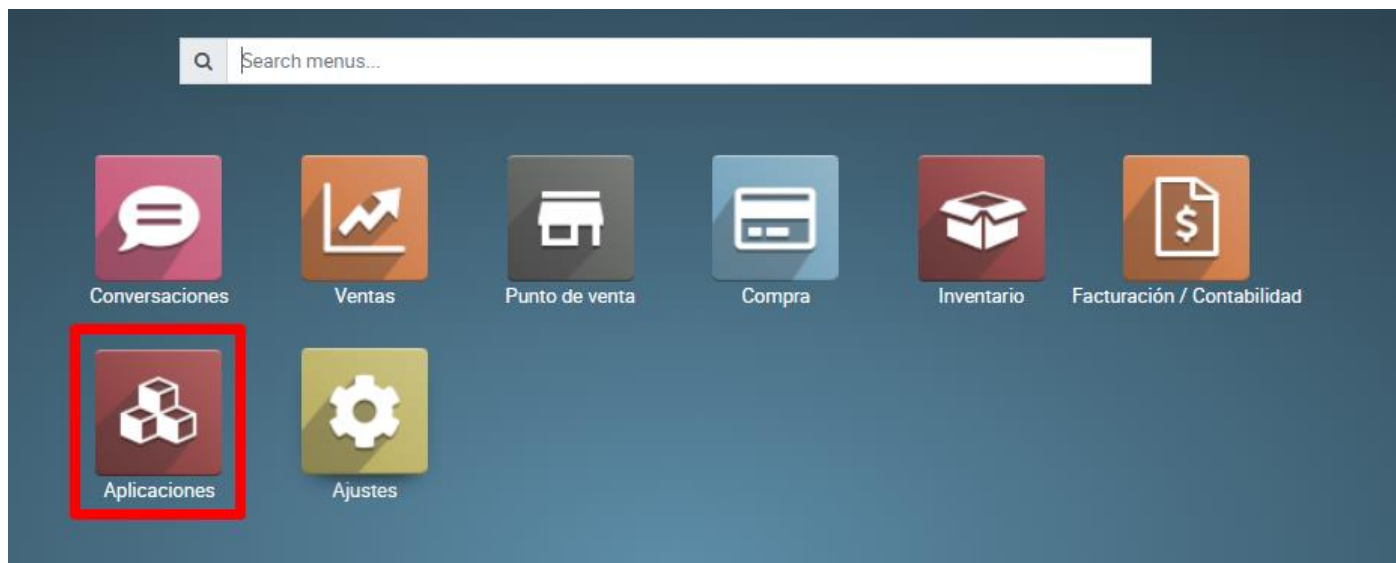 Search menus...
Conversaciones Ventas Punto de venta Compra Inventario Facturación / Contabilidad
Aplicaciones Ajustes